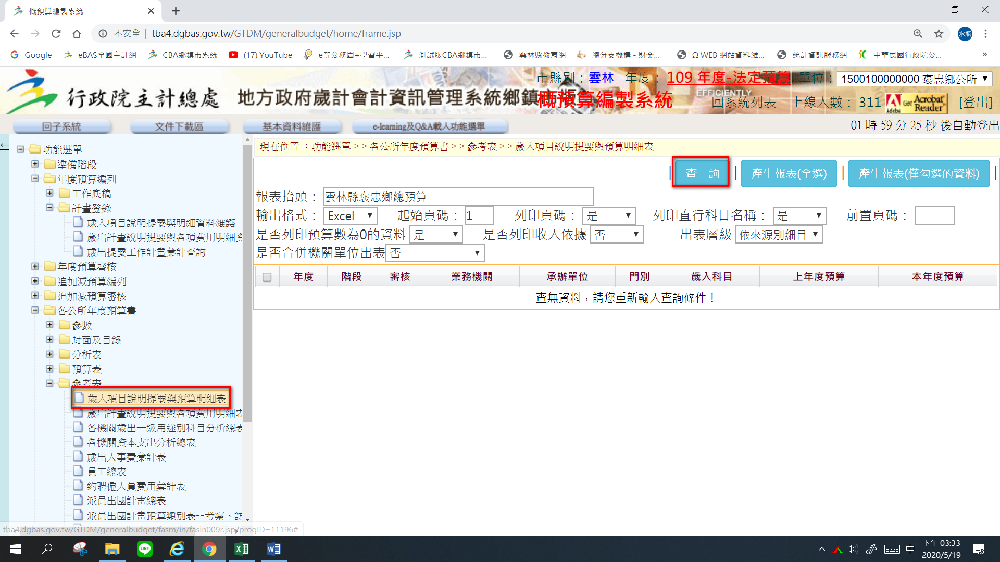 概預算編製系統
不安全 | tba4.dgbas.gov.tw/GTDM/generalbudget/home/frame.jsp
水瓶
Google eBAS全國主計網 CBA鄉鎮市系統 (17) YouTube e等公務園+學習平... 測試版CBA鄉鎮市... 雲林縣教育網 總分支機構 - 財金... Ω WEB 網站資料維... 統計資訊服務網 中華民國行政院公... »
行政院主計總處 地方政府歲計會計資訊管理系統鄉鎮
市縣別：雲林 年度： 109 年度-法定預算 單位： 1500100000000 褒忠鄉公所
概預算編製系統 EFFICIENTLY 回系統列表 上線人數： 311 Adobe Get Acrobat Reader [登出]
回子系統 文件下載區 基本資料維護 e-learning及Q&A載入功能選單 01 時 59 分 25 秒 後自動登出
←
功能選單
準備階段
年度預算編列
工作底稿
計畫登錄
歲入項目說明提要與明細資料維護
歲出計畫說明提要與各項費用明細資
歲出提要工作計畫彙計查詢
年度預算審核
追加減預算編列
追加減預算審核
各公所年度預算書
參數
封面及目錄
分析表
預算表
參考表
歲入項目說明提要與預算明細表
歲出計畫說明提要與各項費用明細表
各機關歲出一級用途別科目分析總表
各機關資本支出分析總表
歲出人事費彙計表
員工總表
約聘僱人員費用彙計表
派員出國計畫總表
派員出國計畫預算類別表--考察、訪
現在位置 ：功能選單>>各公所年度預算書>>參考表>>歲入項目說明提要與預算明細表
| 查 詢 | 產生報表(全選) | 產生報表(僅勾選的資料) |
報表抬頭： 雲林縣褒忠鄉總預算
輸出格式： Excel 起始頁碼： 1 列印頁碼： 是 列印直行科目名稱： 是 前置頁碼：
是否列印預算數為0的資料 是 是否列印收入依據 否 出表層級 依來源別細目
是否合併機關單位出表 否
年度 階段 審核 業務機關 承辦單位 門別 歲入科目 上年度預算 本年度預算
查無資料，請您重新輸入查詢條件！
tba4.dgbas.gov.tw/GTDM/generalbudget/fasm/in/fasin009r.jsp?progID=11196#
LINE
中
下午 03:33
2020/5/19